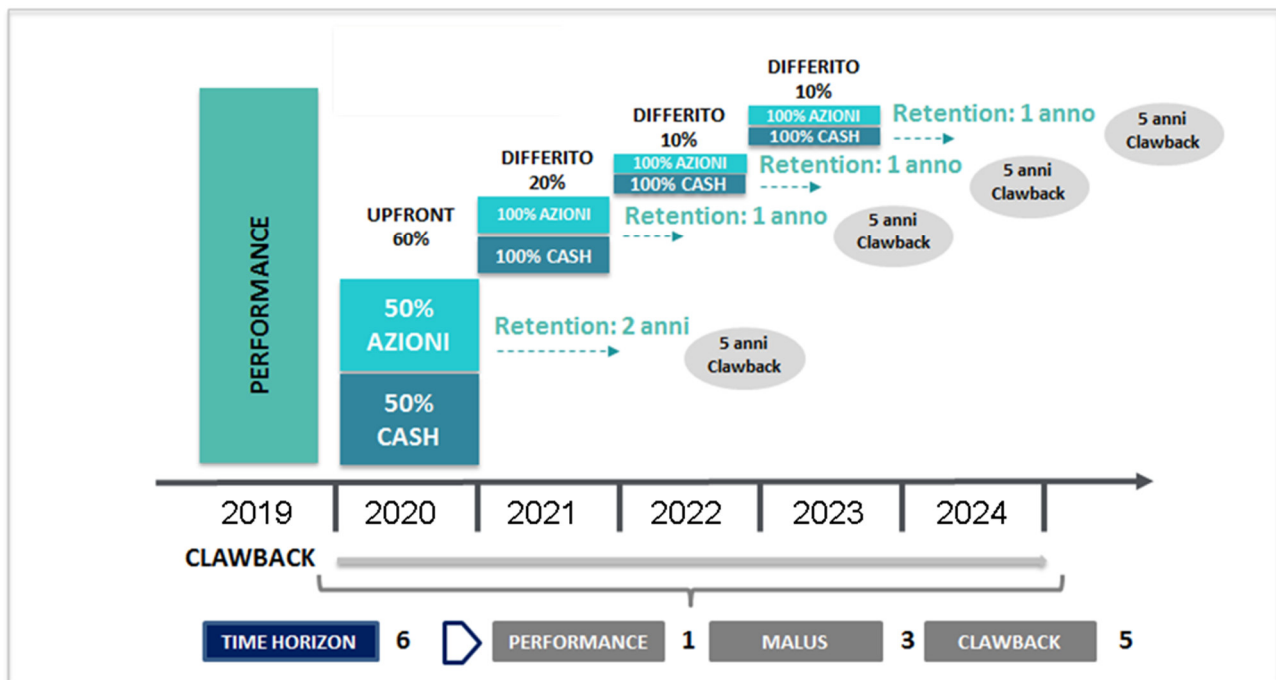 DIFFERITO
10%
100% AZIONI
100% CASH
Retention: 1 anno
5 anni
Clawback
DIFFERITO
10%
100% AZIONI
100% CASH
Retention: 1 anno
5 anni
Clawback
DIFFERITO
20%
100% AZIONI
100% CASH
Retention: 1 anno
5 anni
Clawback
UPFRONT
60%
50%
AZIONI
50%
CASH
Retention: 2 anni
5 anni
Clawback
PERFORMANCE
2019 2020 2021 2022 2023 2024
CLAWBACK
TIME HORIZON 6 PERFORMANCE 1 MALUS 3 CLAWBACK 5